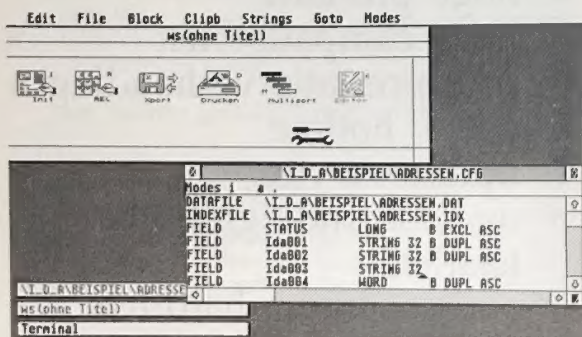 Edit File Block Clipb Strings Goto Modes
ws(ohne Titel)
Init REL Xport Drucken Multisort Editor
\I_D_A\BEISPIEL\ADRESSEN.CFG
Modes i a .
DATAFILE \I_D_A\BEISPIEL\ADRESSEN.DAT
INDEXFILE \I_D_A\BEISPIEL\ADRESSEN.IDX
FIELD STATUS LONG B EXCL ASC
FIELD Ida001 STRING 32 B DUPL ASC
FIELD Ida002 STRING 32 B DUPL ASC
FIELD Ida003 STRING 32
FIELD Ida004 WORD B DUPL ASC
\I_D_A\BEISPIEL\ADRESSE
ws(ohne Titel)
Terminal